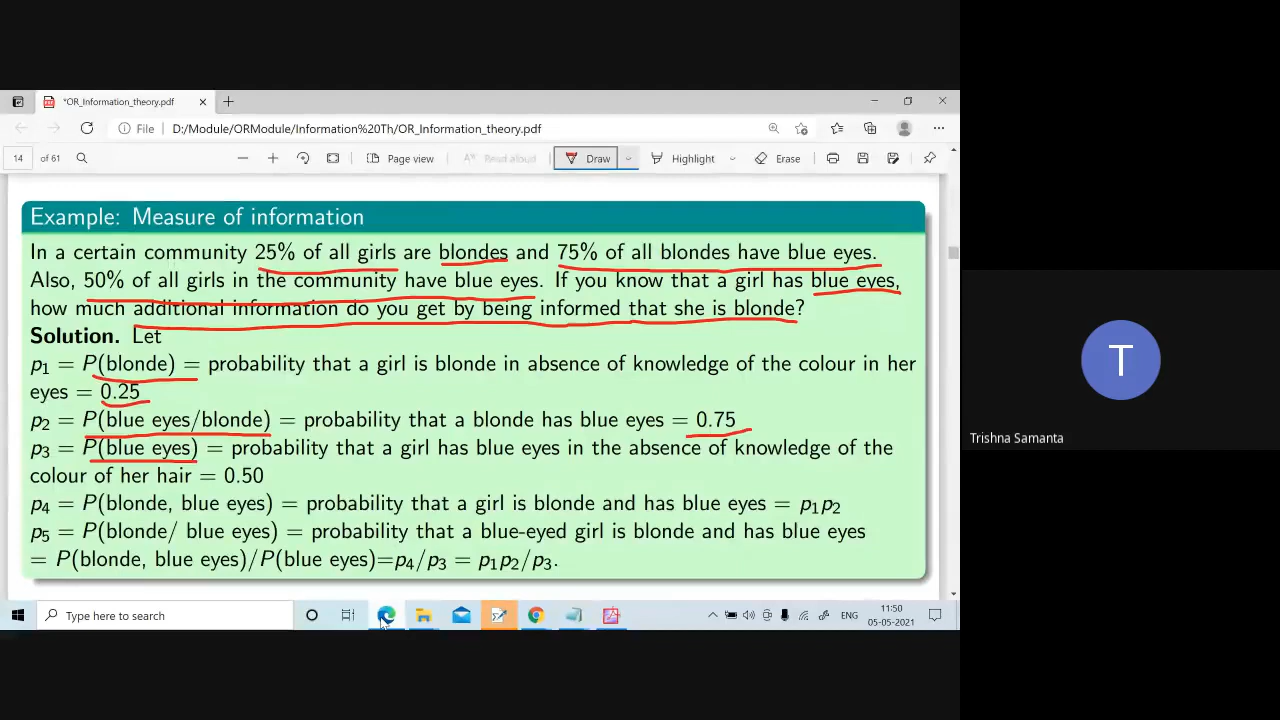 *OR_Information_theory.pdf
File D:/Module/ORModule/Information%20Th/OR_Information_theory.pdf
14 of 61 Page view Read aloud Draw Highlight Erase
Example: Measure of information
In a certain community 25% of all girls are blondes and 75% of all blondes have blue eyes.
Also, 50% of all girls in the community have blue eyes. If you know that a girl has blue eyes,
how much additional information do you get by being informed that she is blonde?
Solution. Let
p₁ = P(blonde) = probability that a girl is blonde in absence of knowledge of the colour in her
eyes = 0.25
p₂ = P(blue eyes/blonde) = probability that a blonde has blue eyes = 0.75
p₃ = P(blue eyes) = probability that a girl has blue eyes in the absence of knowledge of the
colour of her hair = 0.50
p₄ = P(blonde, blue eyes) = probability that a girl is blonde and has blue eyes = p₁p₂
p₅ = P(blonde/ blue eyes) = probability that a blue-eyed girl is blonde and has blue eyes
= P(blonde, blue eyes)/P(blue eyes)=p₄/p₃ = p₁p₂/p₃.
T
Trishna Samanta
Type here to search
ENG
11:50
05-05-2021